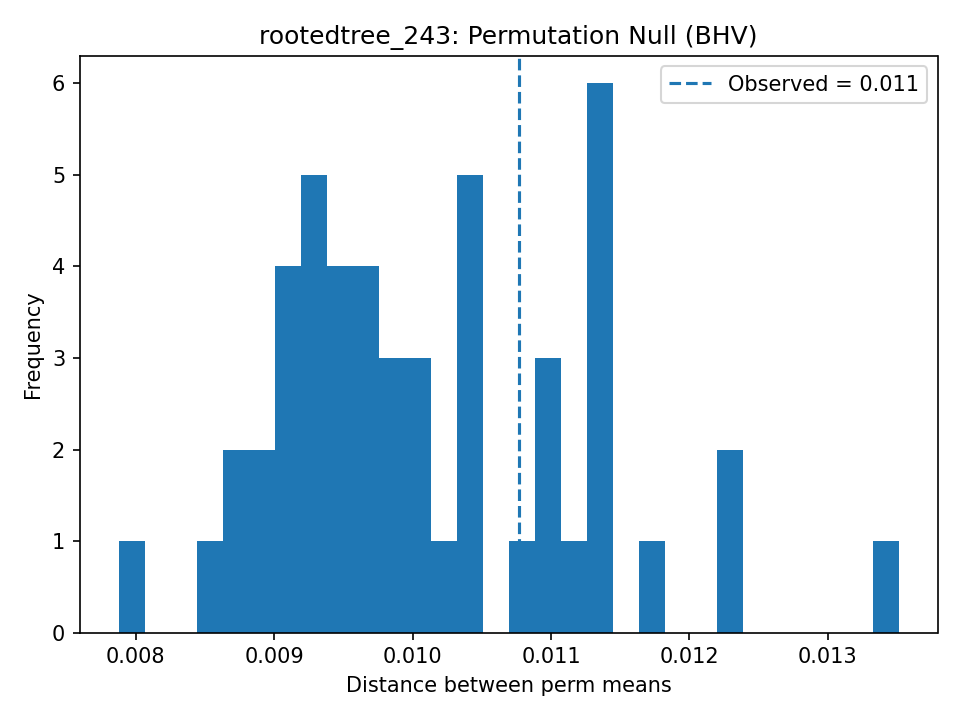 rootedtree_243: Permutation Null (BHV)
Observed = 0.011
6
5
4
3
2
1
0
Frequency
0.008 0.009 0.010 0.011 0.012 0.013
Distance between perm means